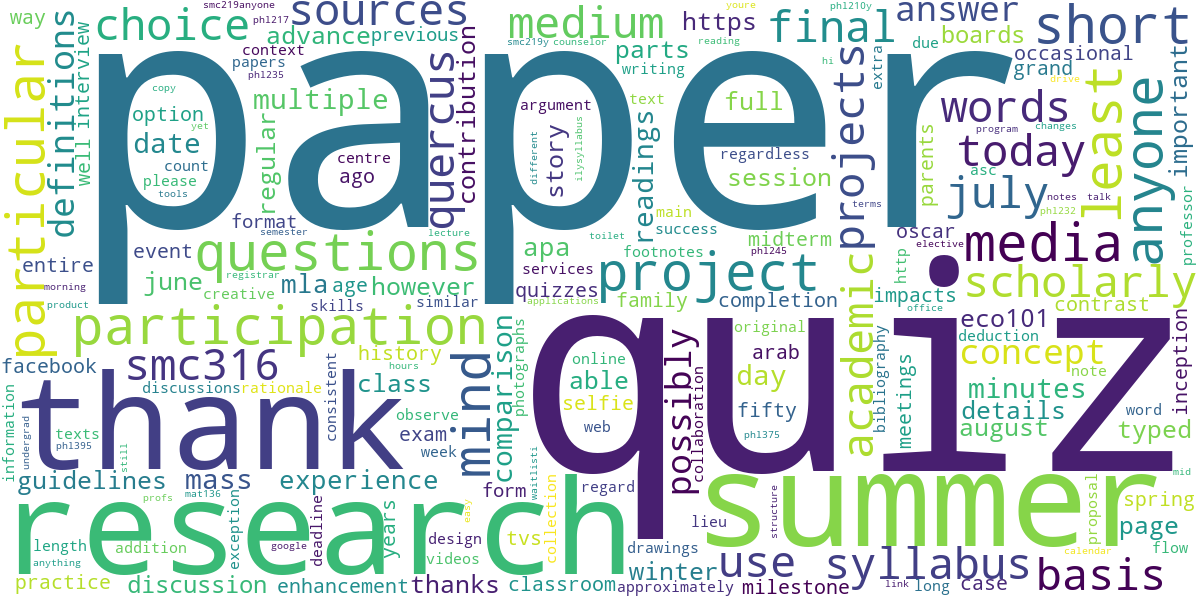 smc219anyone
ph1210y
youre
way
choice
sources
medium
final
answer
short
ph1217
advance
previous
https
boards
smc219y
counselor
parts
due
occasional
context
writing
reading
hi
extra
grand
papers
ph1235
paper
particular
definitions
well
interview
copy
option
multiple
date
count
please
tools
yet
regular
centre
ago
quercus
contribution
argument
text
full
story
different
ilysyllabus
readings
regardless
session
projects
words
program
changes
drive
today
least
anyone
important
parents
asc
july
notes
talk
terms
ph1232
professor
format
semester
lecture
main
success
midterm
oscar
elective
event
questions
toilet
apa
footnotes
ph1245
http
media
entire
morning
product
june
registrar
creative
mla
age
however
services
quizzes
project
scholarly
skills
similar
applications
family
completion
academic
impacts
office
contrast
participation
original
eco101
deduction
facebook
smc316
history
hours
comparison
photographs
online
arab
concept
note
inception
discussions
rationale
consistent
class
able
day
bibliography
meetings
minutes
information
undergrad
thank
observe
mind
selfie
possibly
collaboration
fifty
details
word
texts
ph1395
still
exam
week
web
ph1375
quiz
august
typed
guidelines
mass
experience
form
waitlisti
regard
summer
mid
profs
mat136
research
easy
collection
lieu
structure
proposal
spring
exception
deadline
years
design
tvs
page
length
addition
google
videos
drawings
flow
anything
calendar
practice
discussion
enhancement
thanks
classroom
winter
approximately
use
milestone
syllabus
link
long
case
basis